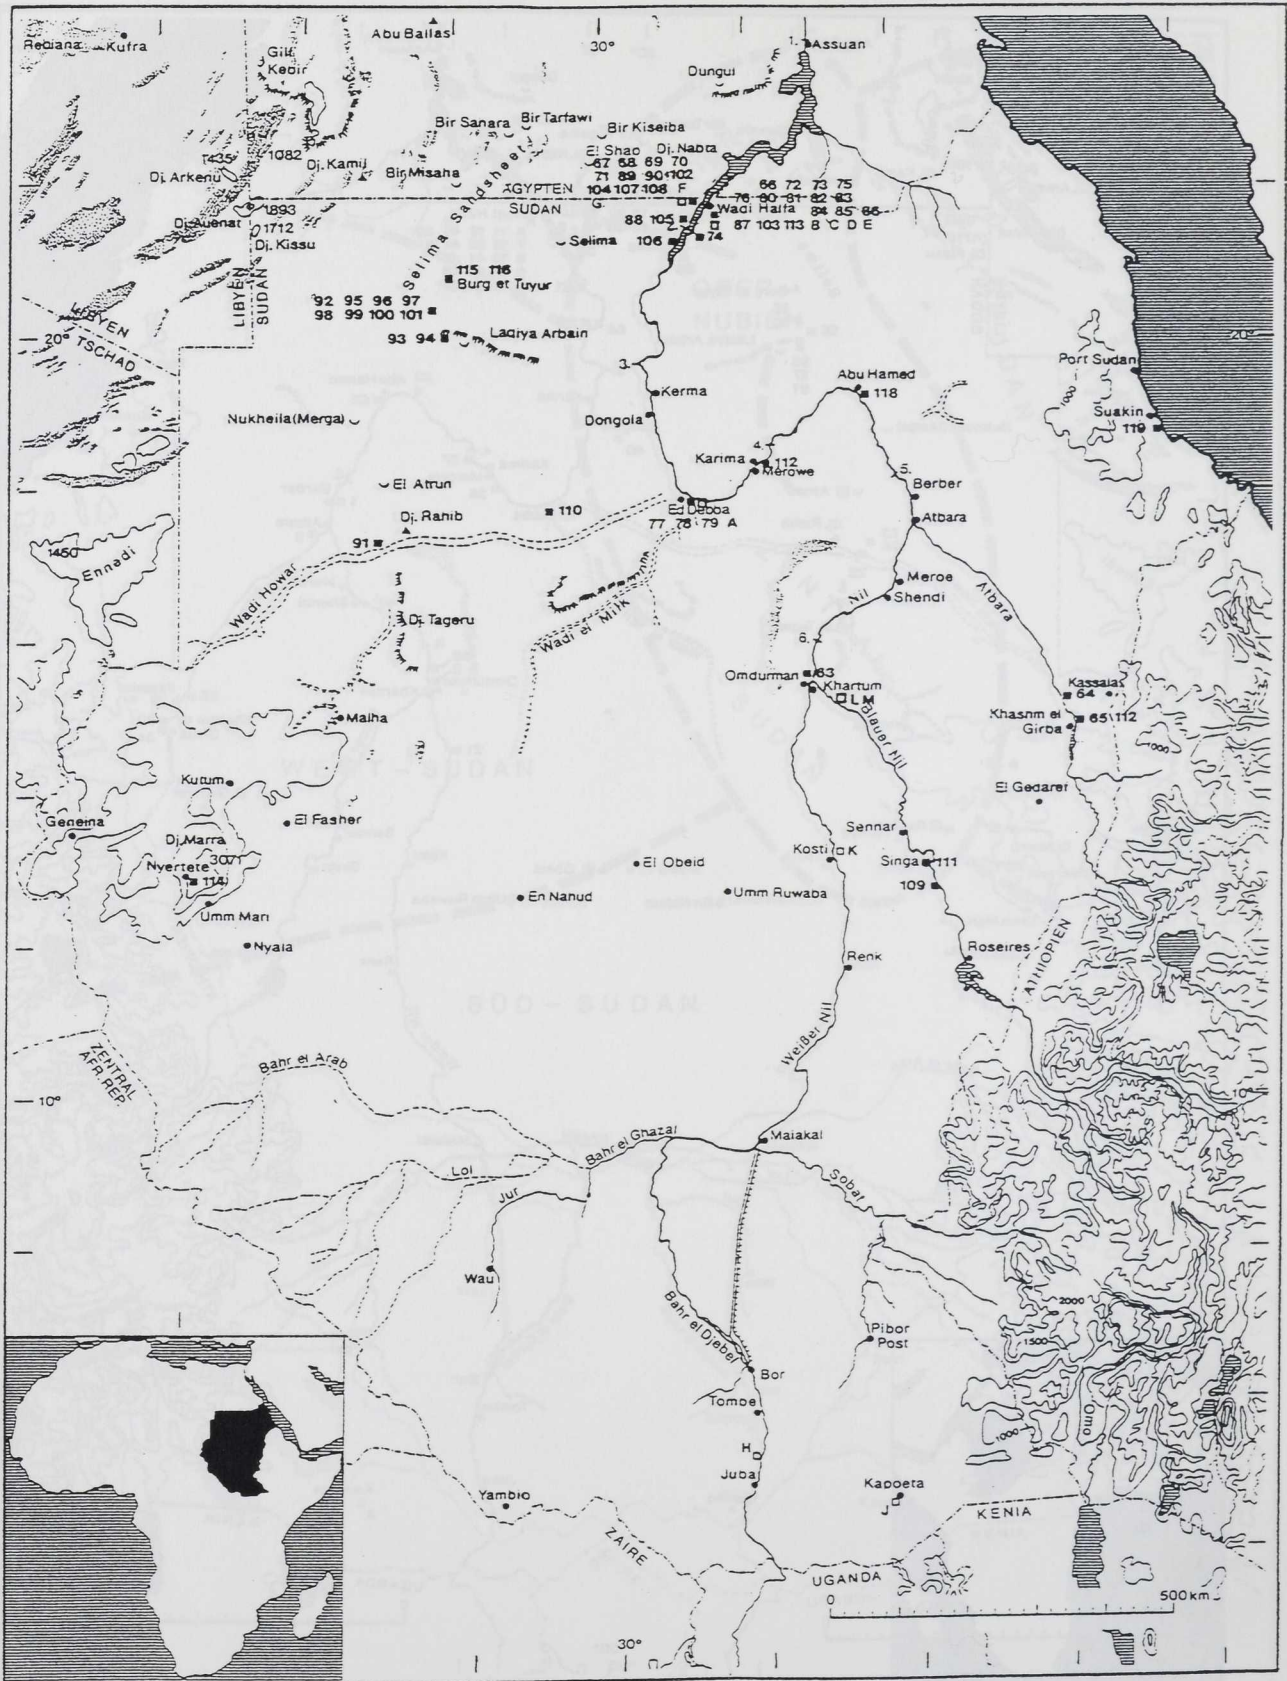 Rebiana
Kufra
Gilf
Kebir
Abu Ballas
30°
1.
Assuan
Dungul
Bir Sanara
Bir Tarfawi
Bir Kiseiba
El Shao
Dj. Nabta
67 68 69 70
71 89 90 102
104 107 108 F
G
1435
1082
Dj. Kamil
Bir Misaha
Dj. Arkenu
ÄGYPTEN
SUDAN
66 72 73 75
76 80 81 82 83
84 85 86
87 103 113 B C D E
Wadi Halfa
88 105
2.
74
106
1893
Dj. Auenat
1712
Dj. Kissu
Selima Sandsheet
Selima
115 116
Burg et Tuyur
92 95 96 97
98 99 100 101
93 94
Laqiya Arbain
LIBYEN
SUDAN
LIBYEN
TSCHAD
20°
20°
3.
Kerma
Dongola
Abu Hamed
118
Port Sudan
1000
Suakin
119
Nukheila (Merga)
Karima
4.
112
Merowe
5.
Berber
Atbara
El Atrun
Dj. Rahib
110
91
Ed Debba
77 78 79 A
1450
Ennedi
Wadi Howar
Dj. Tageru
Wadi el Milk
Meroe
Shendi
Nil
Atbara
6.
Omdurman
63
Khartum
L M
Blauer Nil
Kassala
64
Khashm el
Girba
65 112
1000
Malha
Kutum
El Gedaref
Geneina
El Fasher
Dj. Marra
3071
Nyertete
114
Umm Mari
Nyala
Sennar
Kosti
K
Singa
111
109
El Obeid
En Nahud
Umm Ruwaba
Renk
Roseires
ÄTHIOPIEN
Weißer Nil
ZENTRAL
AFR. REP.
Bahr el Arab
10°
10°
Bahr el Ghazal
Malakal
Lol
Jur
Sobat
Wau
Bahr el Djebel
Pibor
Post
2000
1500
1000
Omo
Bor
Tombe
H
Juba
Kapoeta
J
Yambio
ZAIRE
KENIA
UGANDA
0
500 km
30°